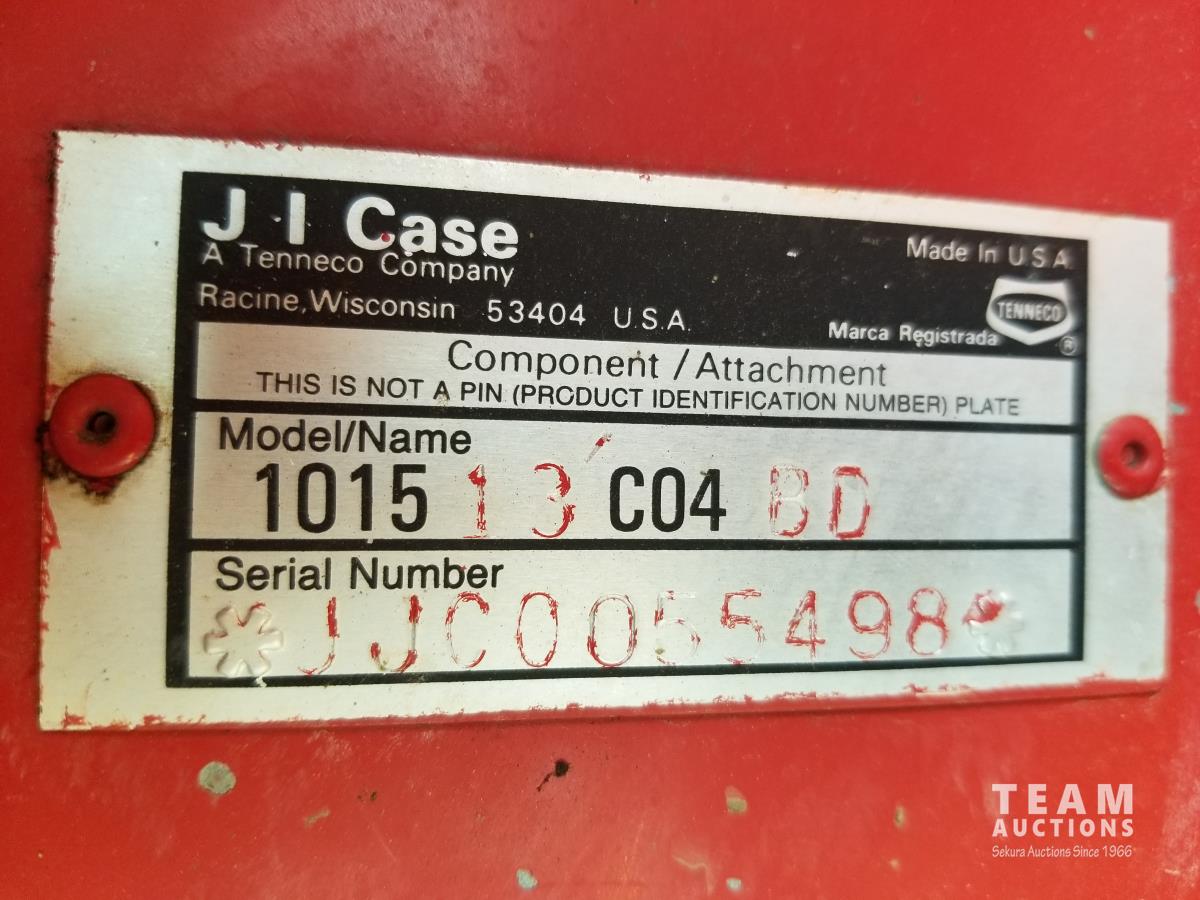 J I Case
A Tenneco Company
Racine, Wisconsin 53404 U.S.A.
Made In U S A
TENNECO
Marca Registrada ®
Component / Attachment
THIS IS NOT A PIN (PRODUCT IDENTIFICATION NUMBER) PLATE
Model/Name
1015 13 C04 BD
Serial Number
*JJC0055498*
TEAM
AUCTIONS
Sekura Auctions Since 1966